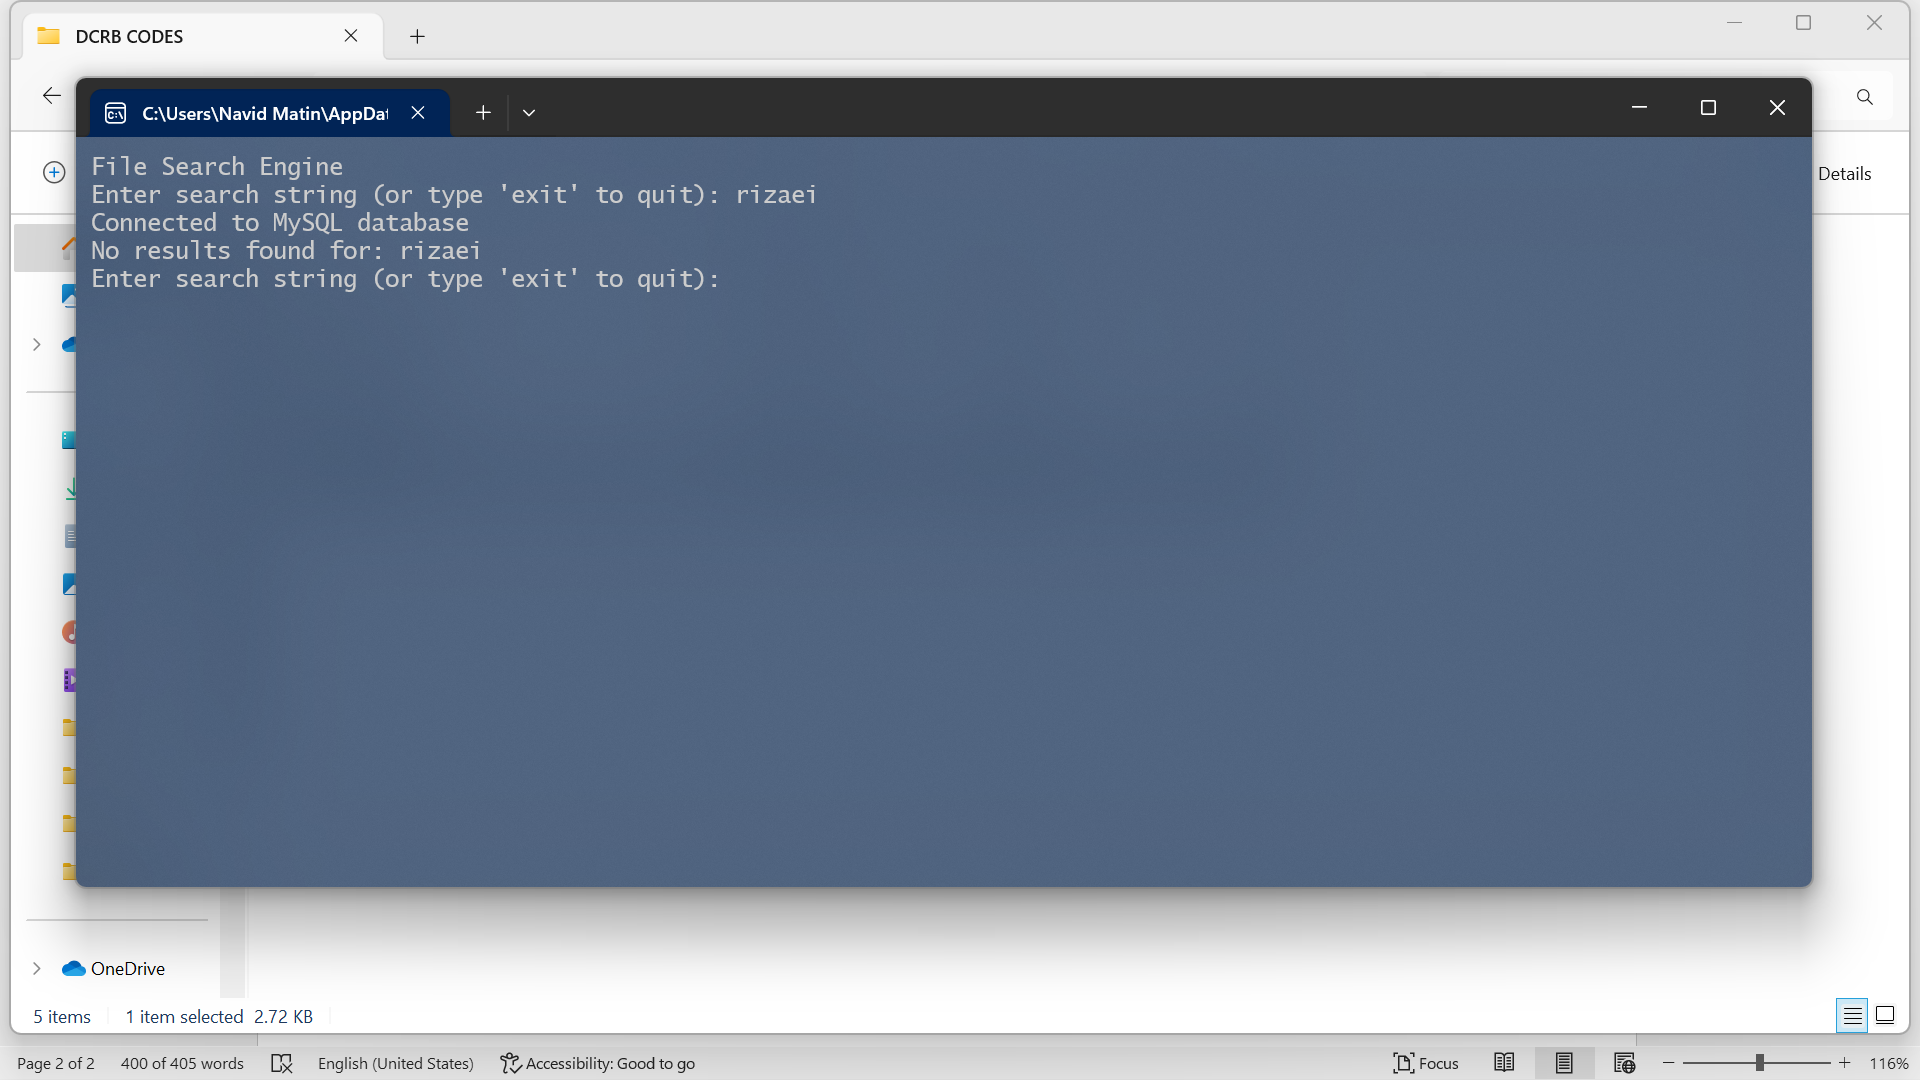 DCRB CODES
C:\Users\Navid Matin\AppDat
File Search Engine
Enter search string (or type 'exit' to quit): rizaei
Connected to MySQL database
No results found for: rizaei
Enter search string (or type 'exit' to quit):
Details
OneDrive
5 items 1 item selected 2.72 KB
Page 2 of 2 400 of 405 words English (United States) Accessibility: Good to go Focus 116%